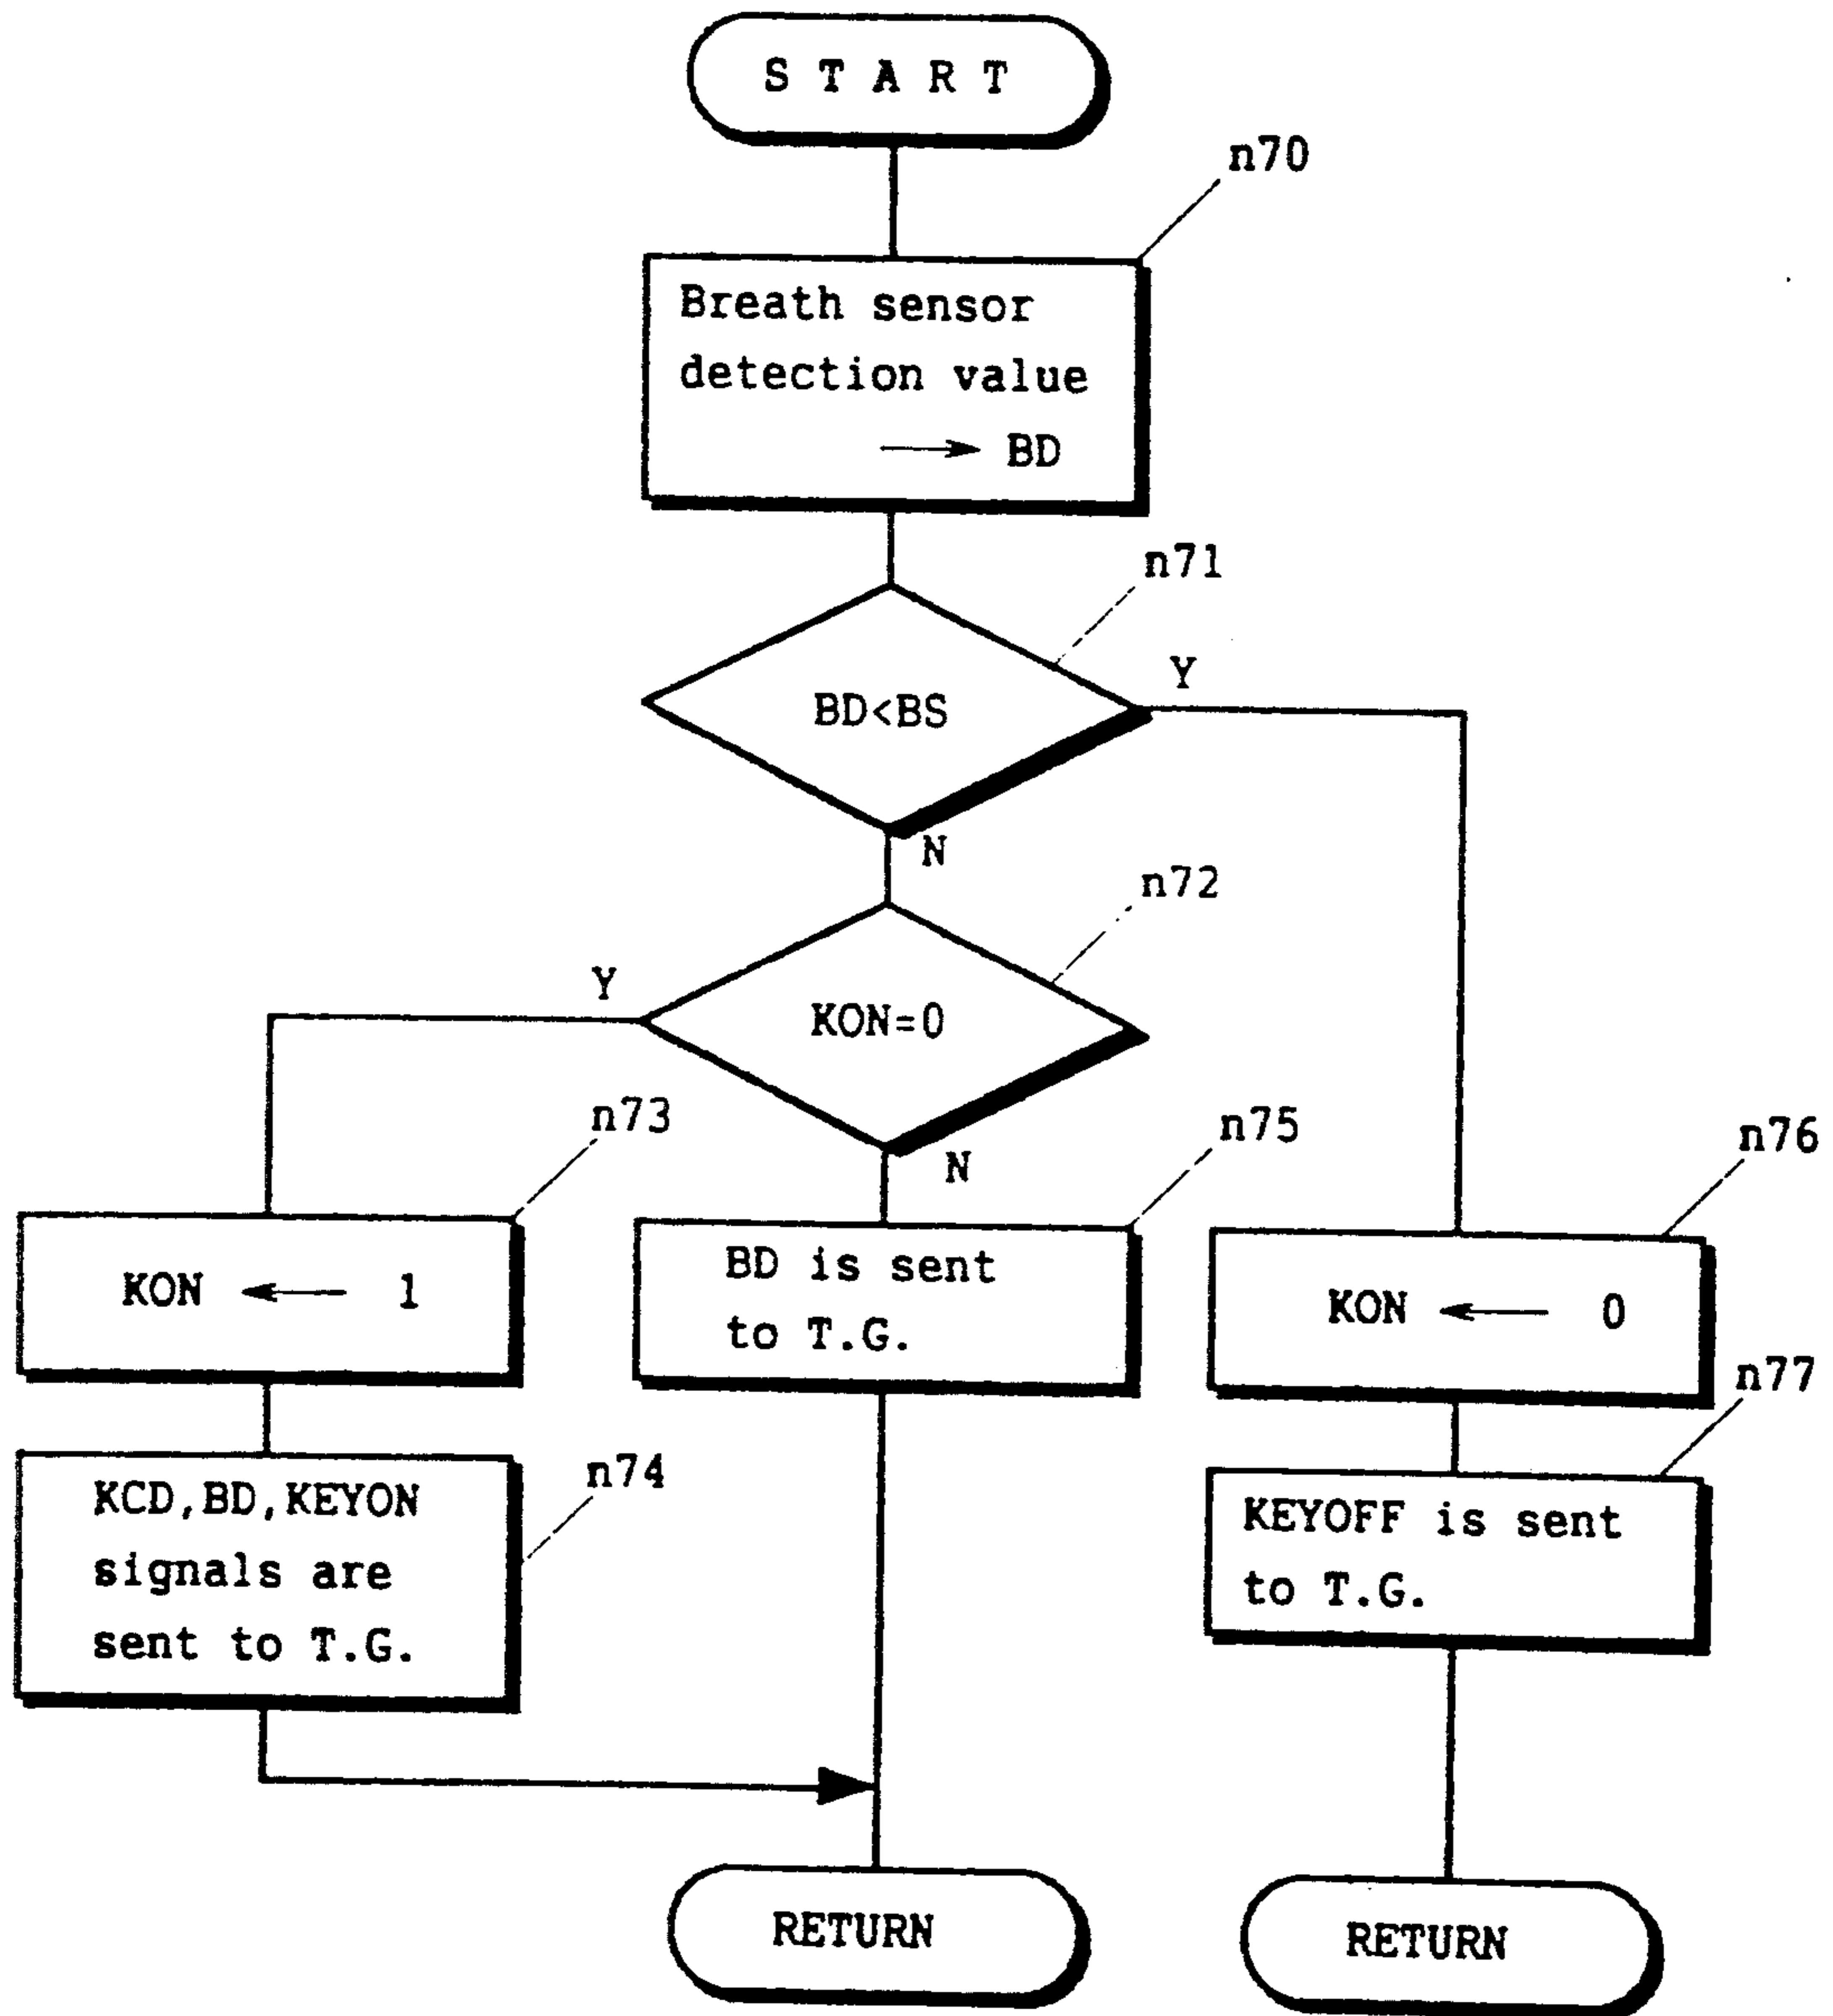 START
n70
Breath sensor
detection value
→ BD
n71
BD<BS
Y
N
n72
KON=0
Y
N
n73
KON ← 1
n74
KCD,BD,KEYON
signals are
sent to T.G.
n75
BD is sent
to T.G.
n76
KON ← 0
n77
KEYOFF is sent
to T.G.
RETURN
RETURN